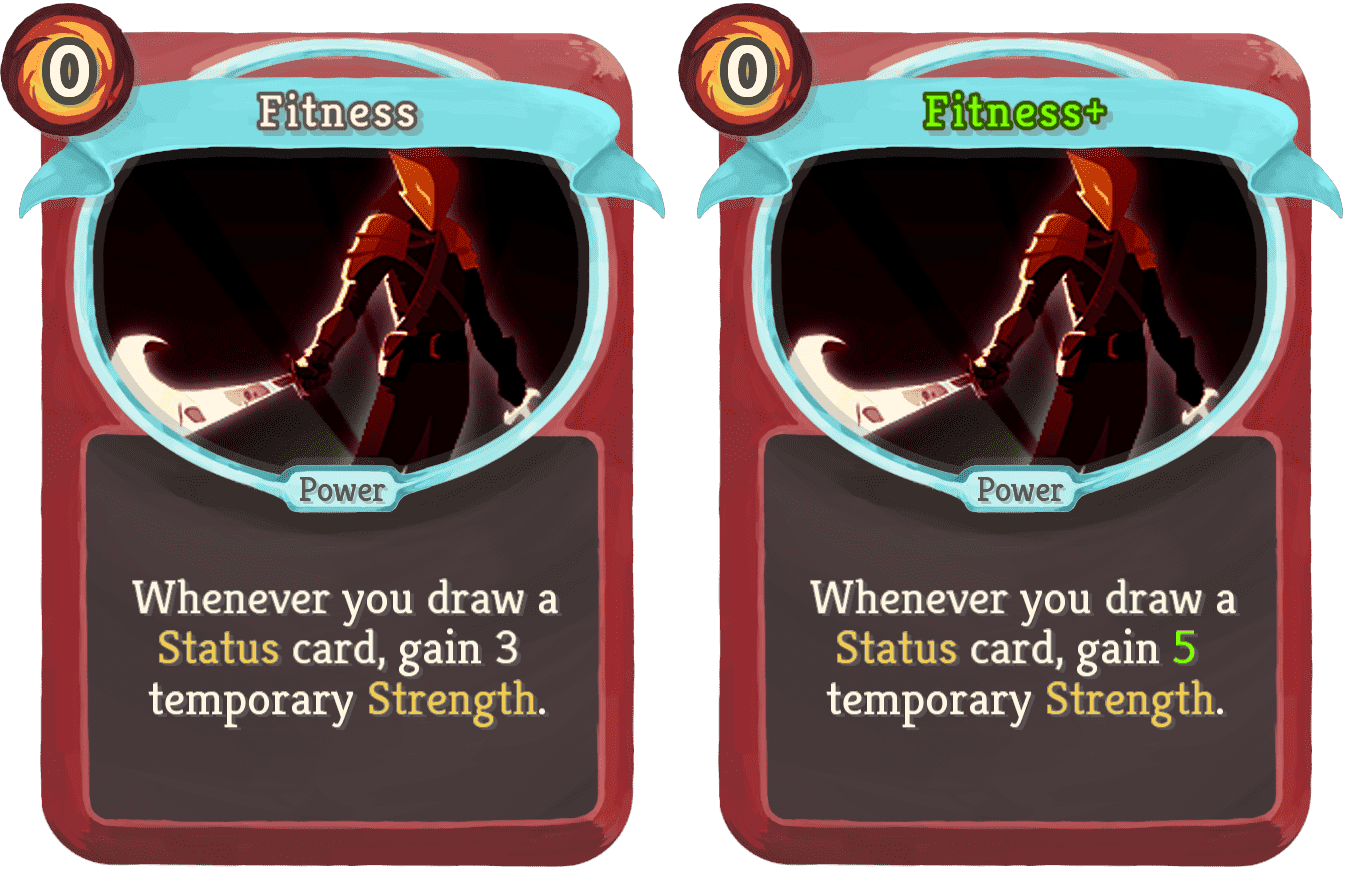 0
Fitness
Power
Whenever you draw a
Status card, gain 3
temporary Strength.
0
Fitness+
Power
Whenever you draw a
Status card, gain 5
temporary Strength.